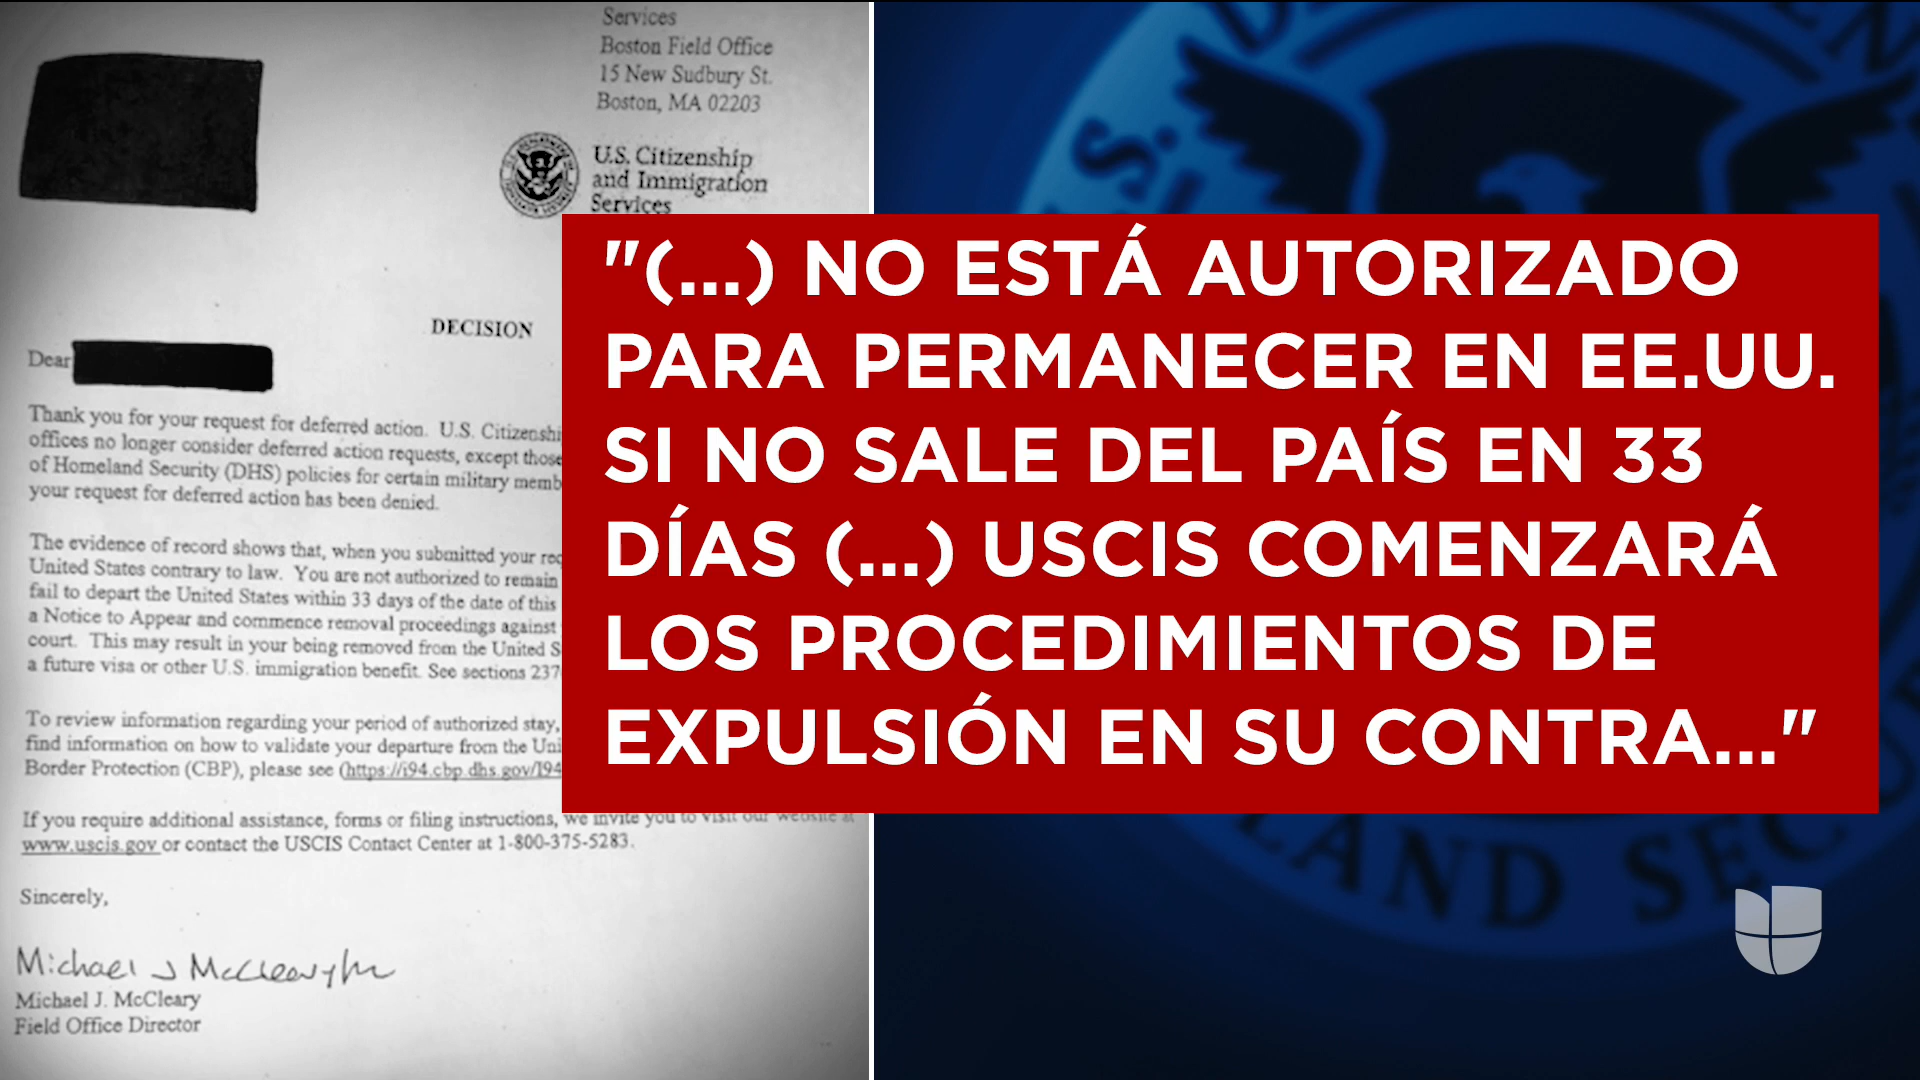 Services
Boston Field Office
15 New Sudbury St.
Boston, MA 02203
U.S. Citizenship
and Immigration
Services
DECISION
Dear
Thank you for your request for deferred action. U.S. Citizenshi
offices no longer consider deferred action requests, except those
of Homeland Security (DHS) policies for certain military memb
your request for deferred action has been denied.
The evidence of record shows that, when you submitted your req
United States contrary to law. You are not authorized to remain
fail to depart the United States within 33 days of the date of this
a Notice to Appear and commence removal proceedings against
court. This may result in your being removed from the United S
a future visa or other U.S. immigration benefit. See sections 237
To review information regarding your period of authorized stay,
find information on how to validate your departure from the Uni
Border Protection (CBP), please see (https://i94.cbp.dhs.gov/I94
If you require additional assistance, forms or filing instructions, we invite you to visit our website at
www.uscis.gov or contact the USCIS Contact Center at 1-800-375-5283.
Sincerely,
Michael J McCleary
Michael J. McCleary
Field Office Director
"(...) NO ESTÁ AUTORIZADO
PARA PERMANECER EN EE.UU.
SI NO SALE DEL PAÍS EN 33
DÍAS (...) USCIS COMENZARÁ
LOS PROCEDIMIENTOS DE
EXPULSIÓN EN SU CONTRA..."
LAND SEC